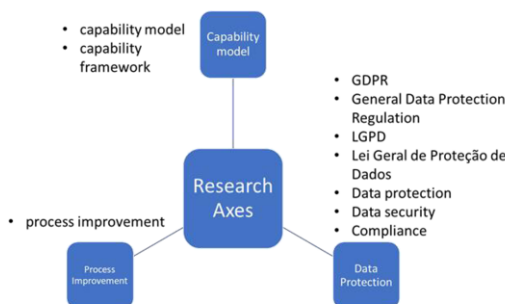 • capability model
• capability
framework
Capability
model
• GDPR
• General Data Protection
Regulation
• LGPD
• Lei Geral de Proteção de
Dados
• Data protection
• Data security
• Compliance
Research
Axes
• process improvement
Process
Improvement
Data
Protection